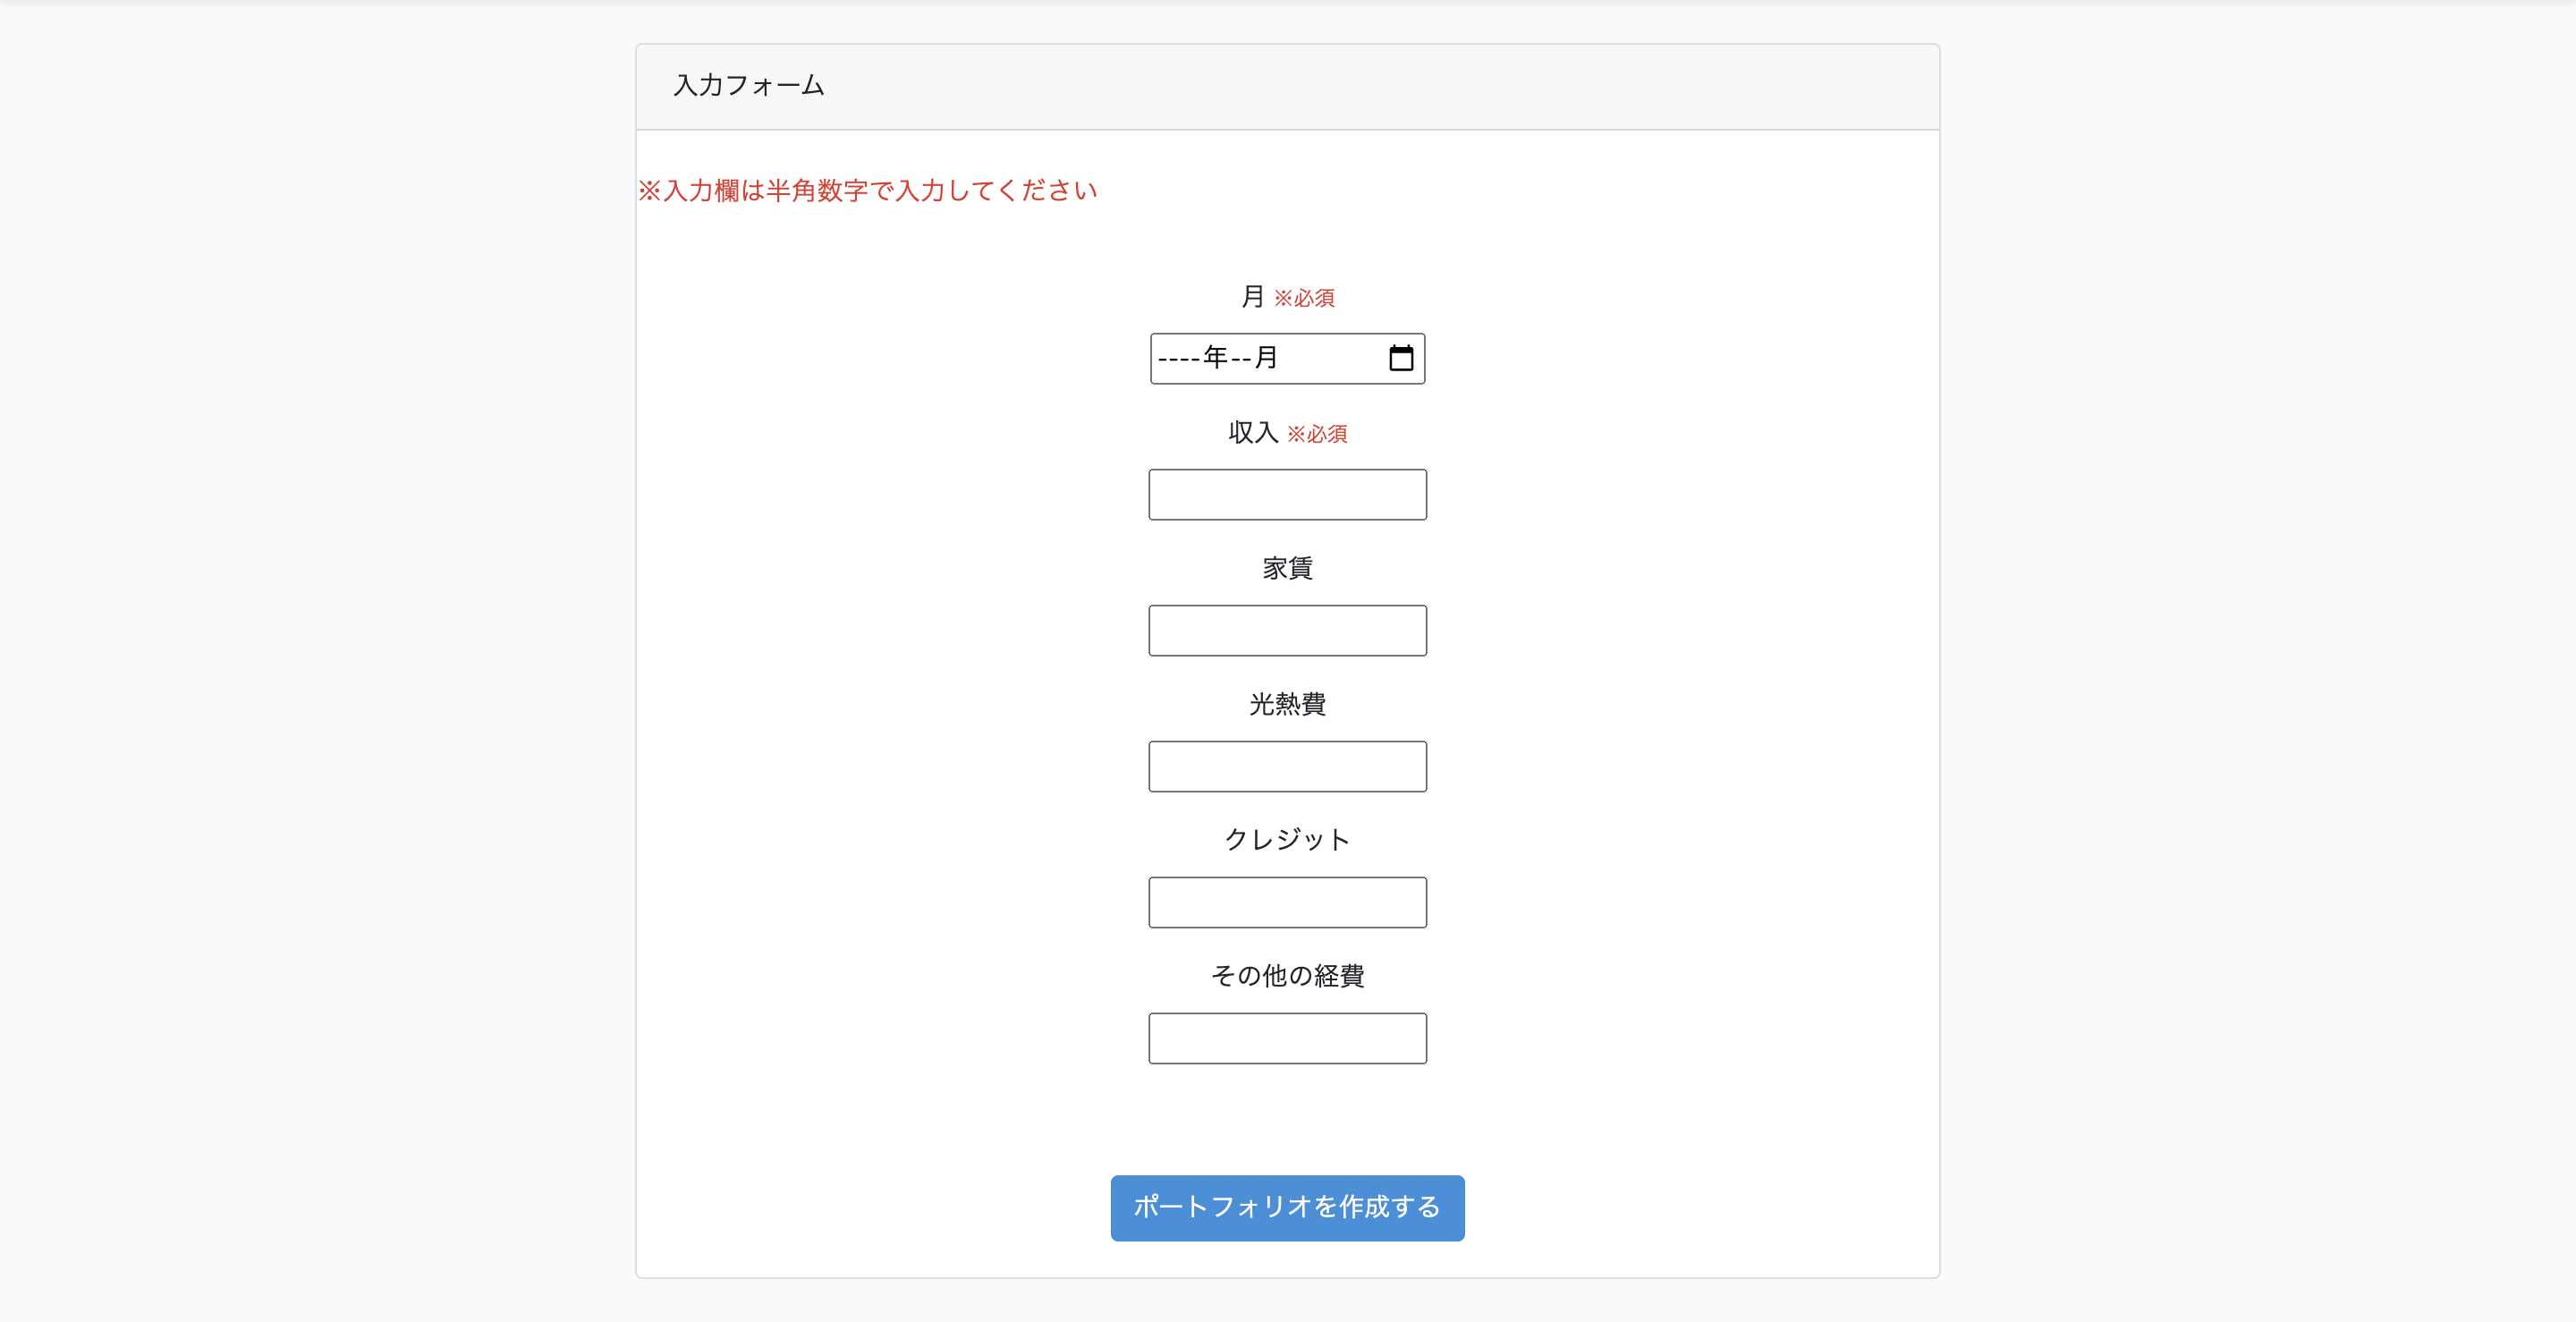 入力フォーム
※入力欄は半角数字で入力してください
月 ※必須
----年--月
収入 ※必須
家賃
光熱費
クレジット
その他の経費
ポートフォリオを作成する